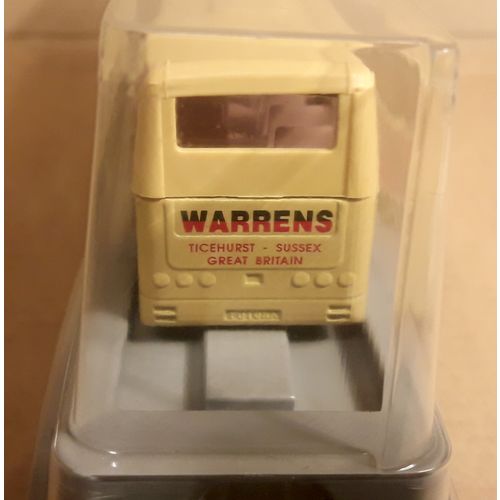 WARRENS
TICEHURST - SUSSEX
GREAT BRITAIN